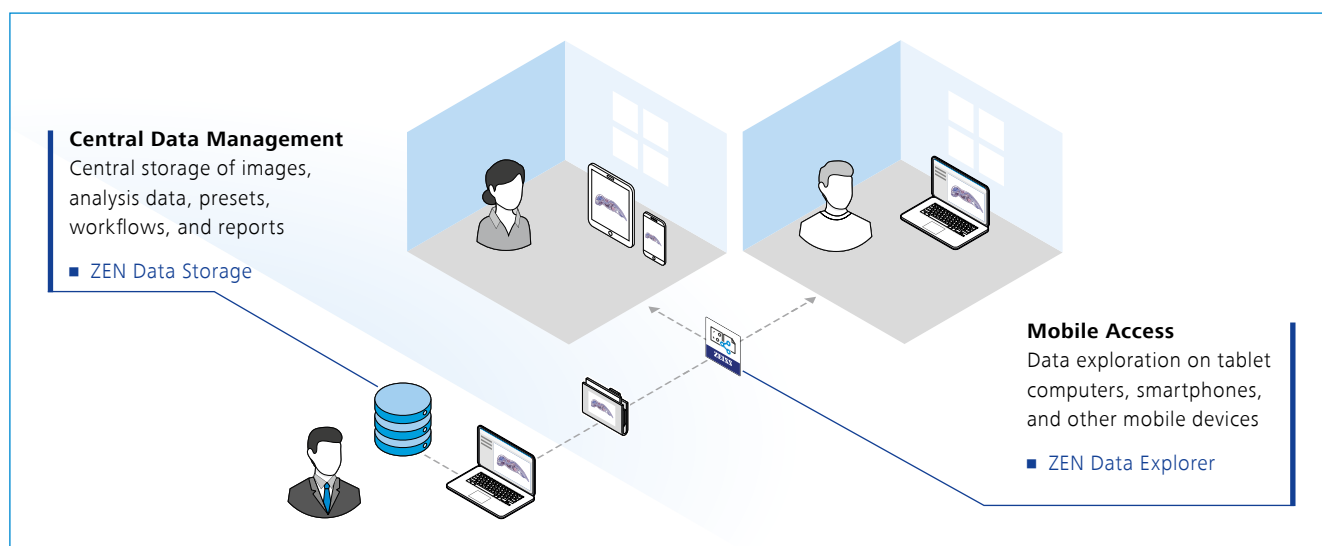 Central Data Management
Central storage of images,
analysis data, presets,
workflows, and reports
■ ZEN Data Storage
ZEISS
Mobile Access
Data exploration on tablet
computers, smartphones,
and other mobile devices
■ ZEN Data Explorer